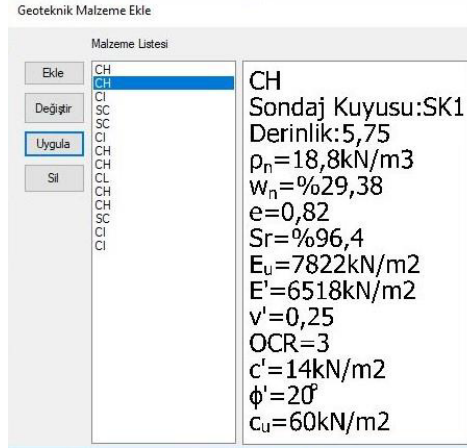 Geoteknik Malzeme Ekle
Malzeme Listesi
Ekle
Değiştir
Uygula
Sil
CH
CH
CI
SC
SC
CI
CH
CH
CL
CH
CH
SC
CI
CI
CH
Sondaj Kuyusu:SK1
Derinlik:5,75
ρn=18,8kN/m3
wn=%29,38
e=0,82
Sr=%96,4
Eu=7822kN/m2
E'=6518kN/m2
v'=0,25
OCR=3
c'=14kN/m2
ϕ'=20°
cu=60kN/m2